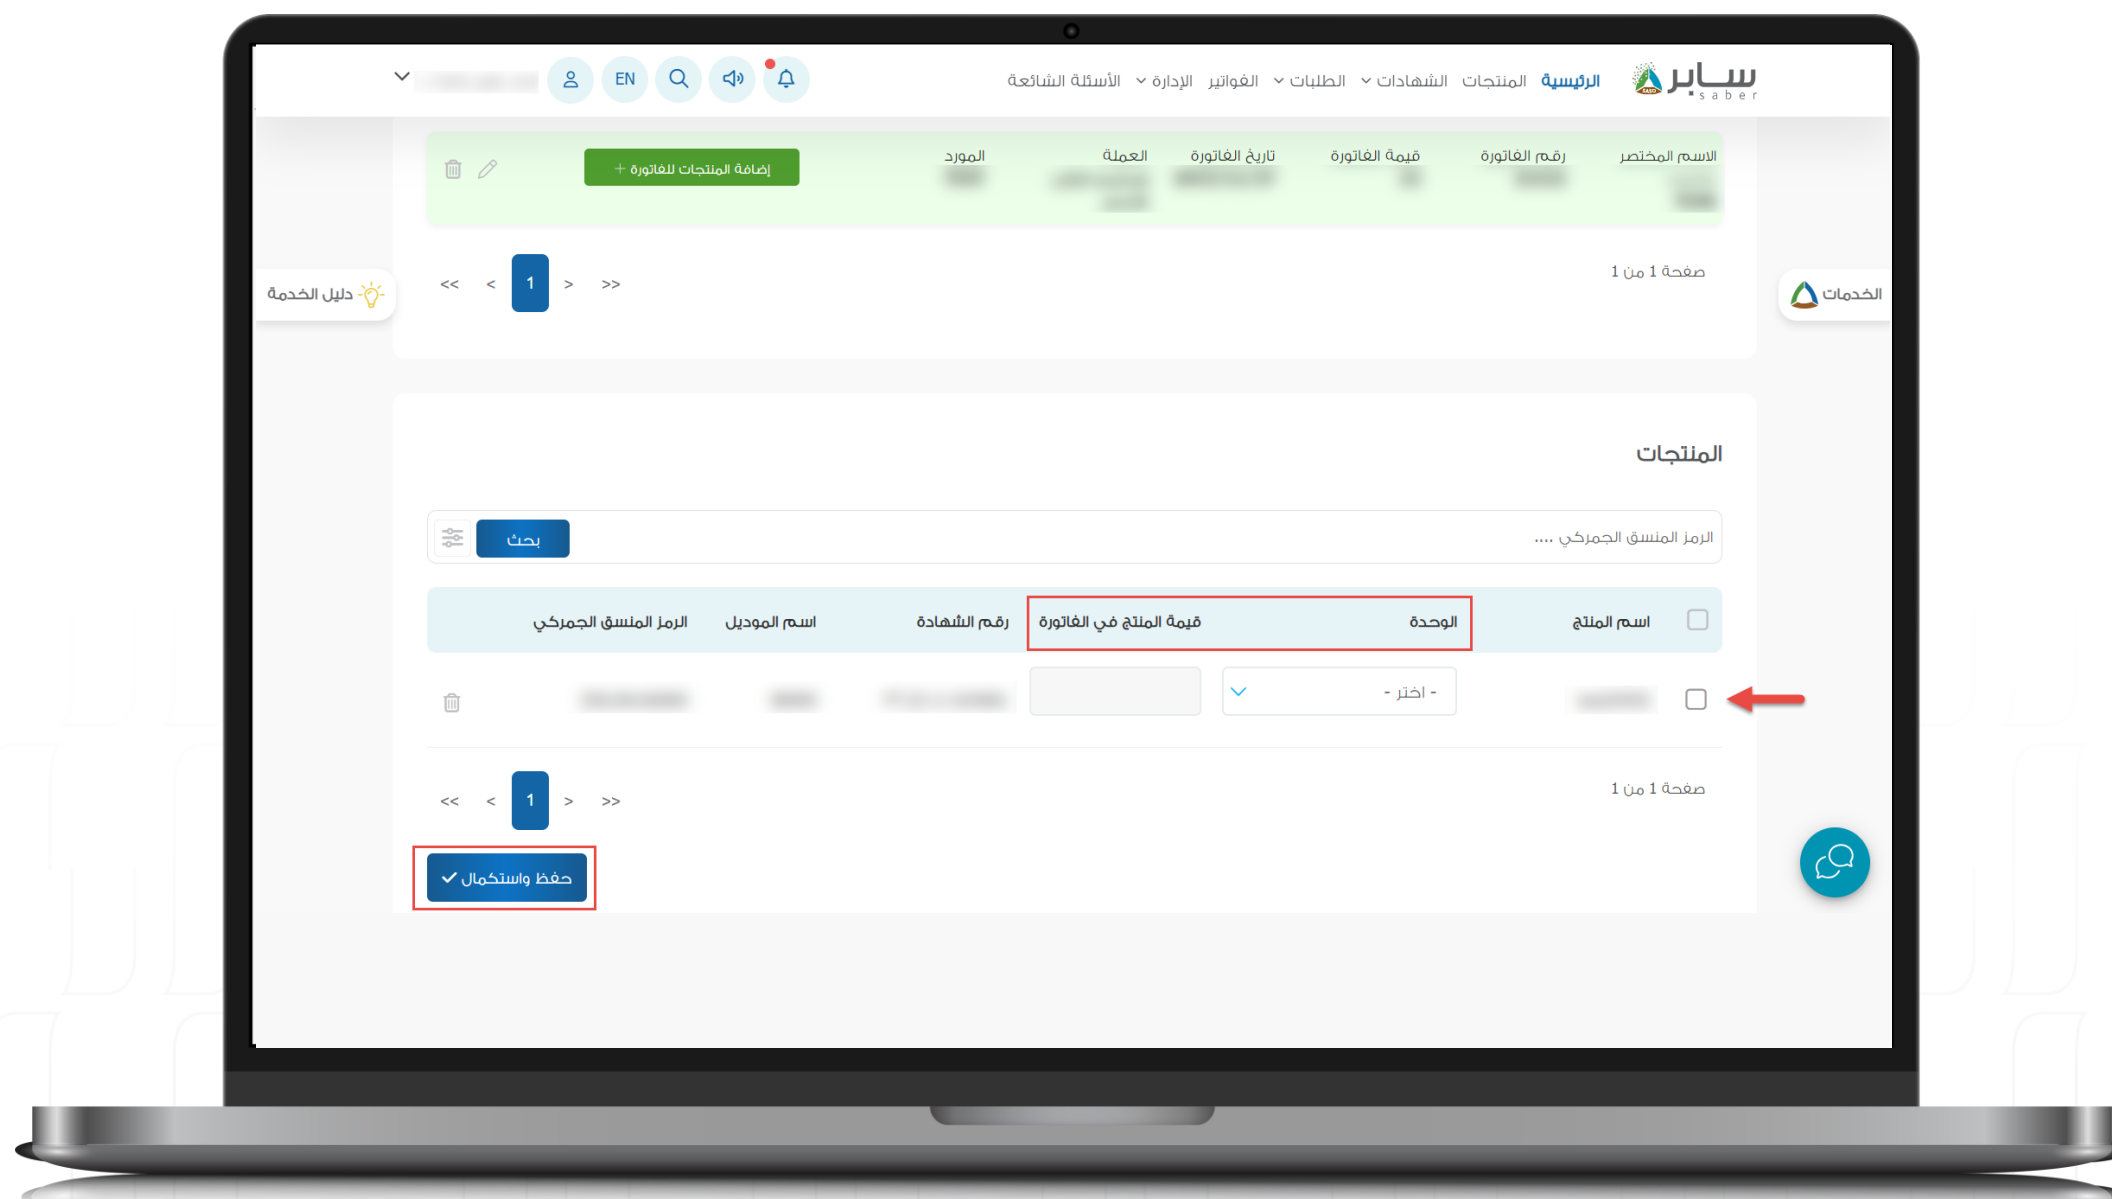 سابر
saber
SASO
الرئيسية المنتجات الشهادات الطلبات الفواتير الإدارة الأسئلة الشائعة
EN
الاسم المختصر رقم الفاتورة قيمة الفاتورة تاريخ الفاتورة العملة المورد
إضافة المنتجات للفاتورة +
صفحة 1 من 1
<< < 1 > >>
الخدمات
دليل الخدمة
المنتجات
الرمز المنسق الجمركي ....
بحث
اسم المنتج الوحدة قيمة المنتج في الفاتورة رقم الشهادة اسم الموديل الرمز المنسق الجمركي
- اختر -
صفحة 1 من 1
<< < 1 > >>
حفظ واستكمال